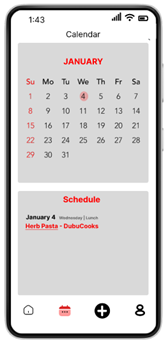 1:43
Calendar
JANUARY
Su Mo Tu We Th Fr Sa
1 2 3 4 5 6 7
8 9 10 11 12 13 14
15 16 17 18 19 20 21
22 23 24 25 26 27 28
29 30 31
Schedule
January 4 Wednesday | Lunch
Herb Pasta - DubuCooks